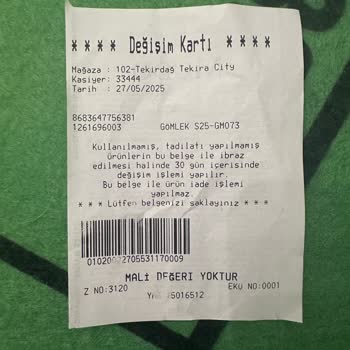 * * * * Değişim Kartı * * * *
Mağaza : 102-Tekirdağ Tekira City
Kasiyer: 33444
Tarih : 27/05/2025
8683647756381
1261696003 GÖMLEK S25-GM073
Kullanılmamış, tadilatı yapılmamış
ürünlerin bu belge ile ibraz
edilmesi halinde 30 gün içerisinde
değişim işlemi yapılır.
Bu belge ile ürün iade işlemi
yapılmaz.
* * * Lütfen belgenizi saklayınız * * *
MALİ DEĞERİ YOKTUR
Z NO:3120 EKÜ NO:0001